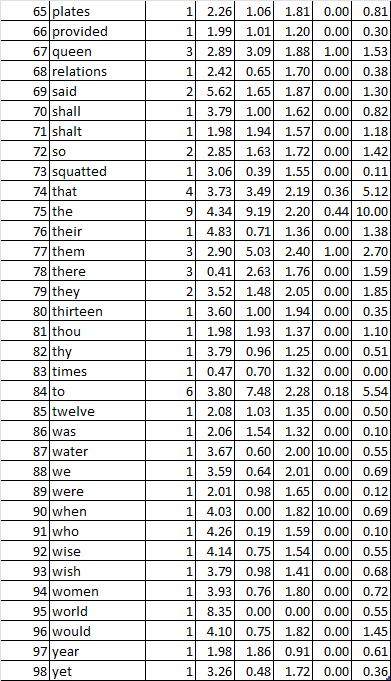 65 plates 1 2.26 1.06 1.81 0.00 0.81
66 provided 1 1.99 1.01 1.20 0.00 0.30
67 queen 3 2.89 3.09 1.88 1.00 1.53
68 relations 1 2.42 0.65 1.70 0.00 0.38
69 said 2 5.62 1.65 1.87 0.00 1.30
70 shall 1 3.79 1.00 1.62 0.00 0.82
71 shalt 1 1.98 1.94 1.57 0.00 1.18
72 so 2 2.85 1.63 1.72 0.00 1.42
73 squatted 1 3.06 0.39 1.55 0.00 0.11
74 that 4 3.73 3.49 2.19 0.36 5.12
75 the 9 4.34 9.19 2.20 0.44 10.00
76 their 1 4.83 0.71 1.36 0.00 1.38
77 them 3 2.90 5.03 2.40 1.00 2.70
78 there 3 0.41 2.63 1.76 0.00 1.59
79 they 2 3.52 1.48 2.05 0.00 1.85
80 thirteen 1 3.60 1.00 1.94 0.00 0.35
81 thou 1 1.98 1.93 1.37 0.00 1.10
82 thy 1 3.79 0.96 1.25 0.00 0.51
83 times 1 0.47 0.70 1.32 0.00 0.00
84 to 6 3.80 7.48 2.28 0.18 5.54
85 twelve 1 2.08 1.03 1.35 0.00 0.50
86 was 1 2.06 1.54 1.32 0.00 0.10
87 water 1 3.67 0.60 2.00 10.00 0.55
88 we 1 3.59 0.64 2.01 0.00 0.69
89 were 1 2.01 0.98 1.65 0.00 0.12
90 when 1 4.03 0.00 1.82 10.00 0.69
91 who 1 4.26 0.19 1.59 0.00 0.10
92 wise 1 4.14 0.75 1.54 0.00 0.55
93 wish 1 3.79 0.98 1.41 0.00 0.68
94 women 1 3.93 0.76 1.80 0.00 0.72
95 world 1 8.35 0.00 0.00 0.00 0.55
96 would 1 4.10 0.75 1.82 0.00 1.45
97 year 1 1.98 1.86 0.91 0.00 0.61
98 yet 1 3.26 0.48 1.72 0.00 0.36